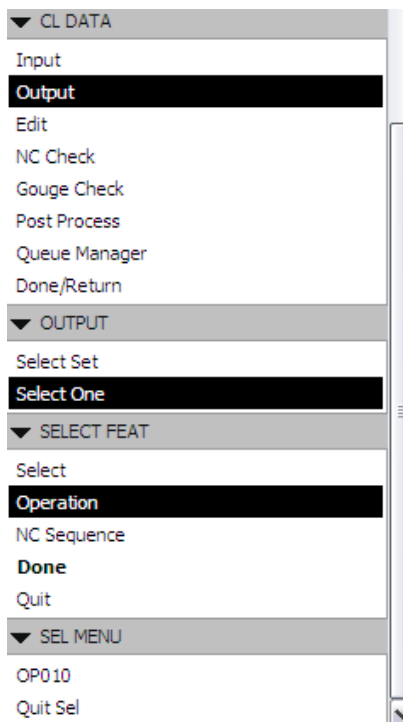 CL DATA
Input
Output
Edit
NC Check
Gouge Check
Post Process
Queue Manager
Done/Return
OUTPUT
Select Set
Select One
SELECT FEAT
Select
Operation
NC Sequence
Done
Quit
SEL MENU
OP010
Quit Sel